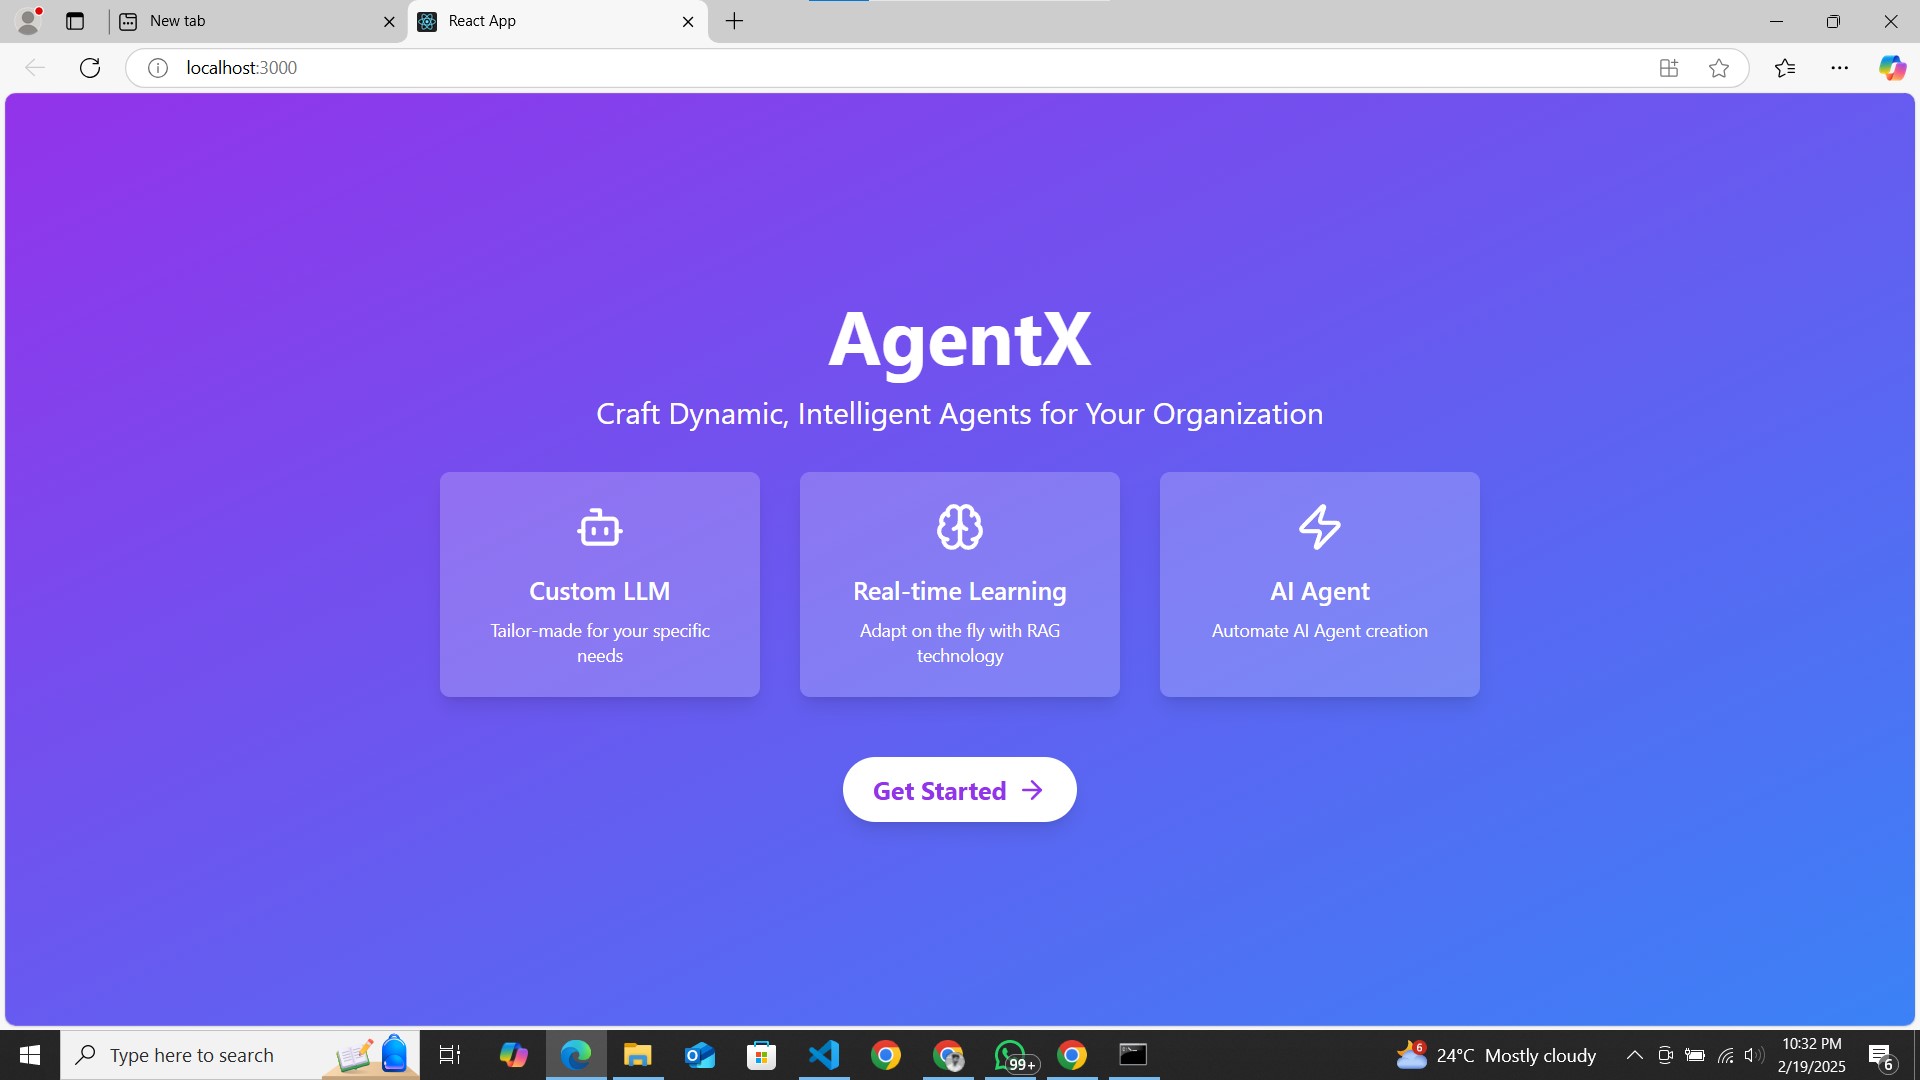 New tab
React App
localhost:3000
AgentX
Craft Dynamic, Intelligent Agents for Your Organization
Custom LLM
Tailor-made for your specific
needs
Real-time Learning
Adapt on the fly with RAG
technology
AI Agent
Automate AI Agent creation
Get Started
Type here to search
99+
6
24°C Mostly cloudy
10:32 PM
2/19/2025
6